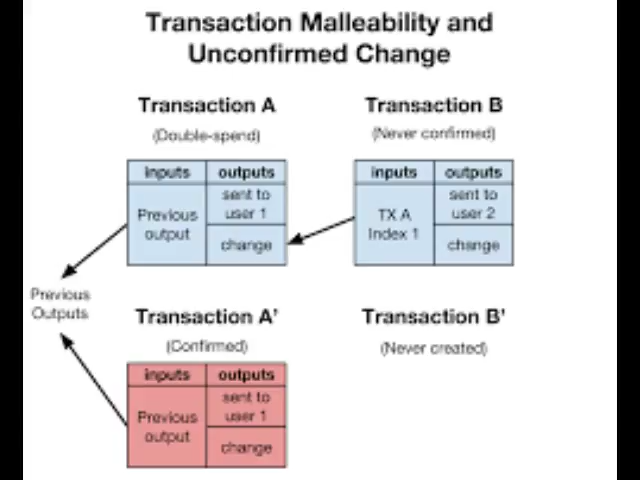 Transaction Malleability and
Unconfirmed Change
Transaction A
(Double-spend)
inputs
outputs
Previous
output
sent to
user 1
change
Transaction B
(Never confirmed)
inputs
outputs
TX A
Index 1
sent to
user 2
change
Previous
Outputs
Transaction A'
(Confirmed)
inputs
outputs
Previous
output
sent to
user 1
change
Transaction B'
(Never created)